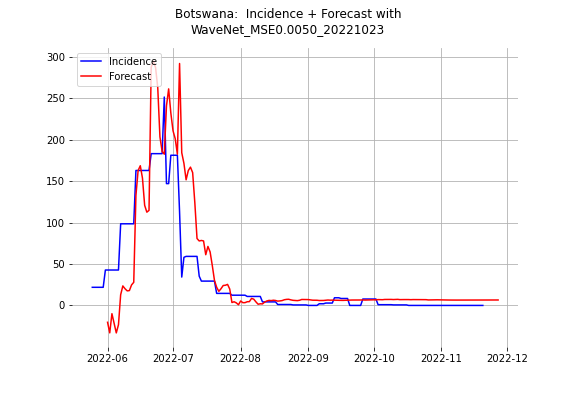 Botswana:  Incidence + Forecast with
WaveNet_MSE0.0050_20221023
Incidence
Forecast
300
250
200
150
100
50
0
2022-06 2022-07 2022-08 2022-09 2022-10 2022-11 2022-12